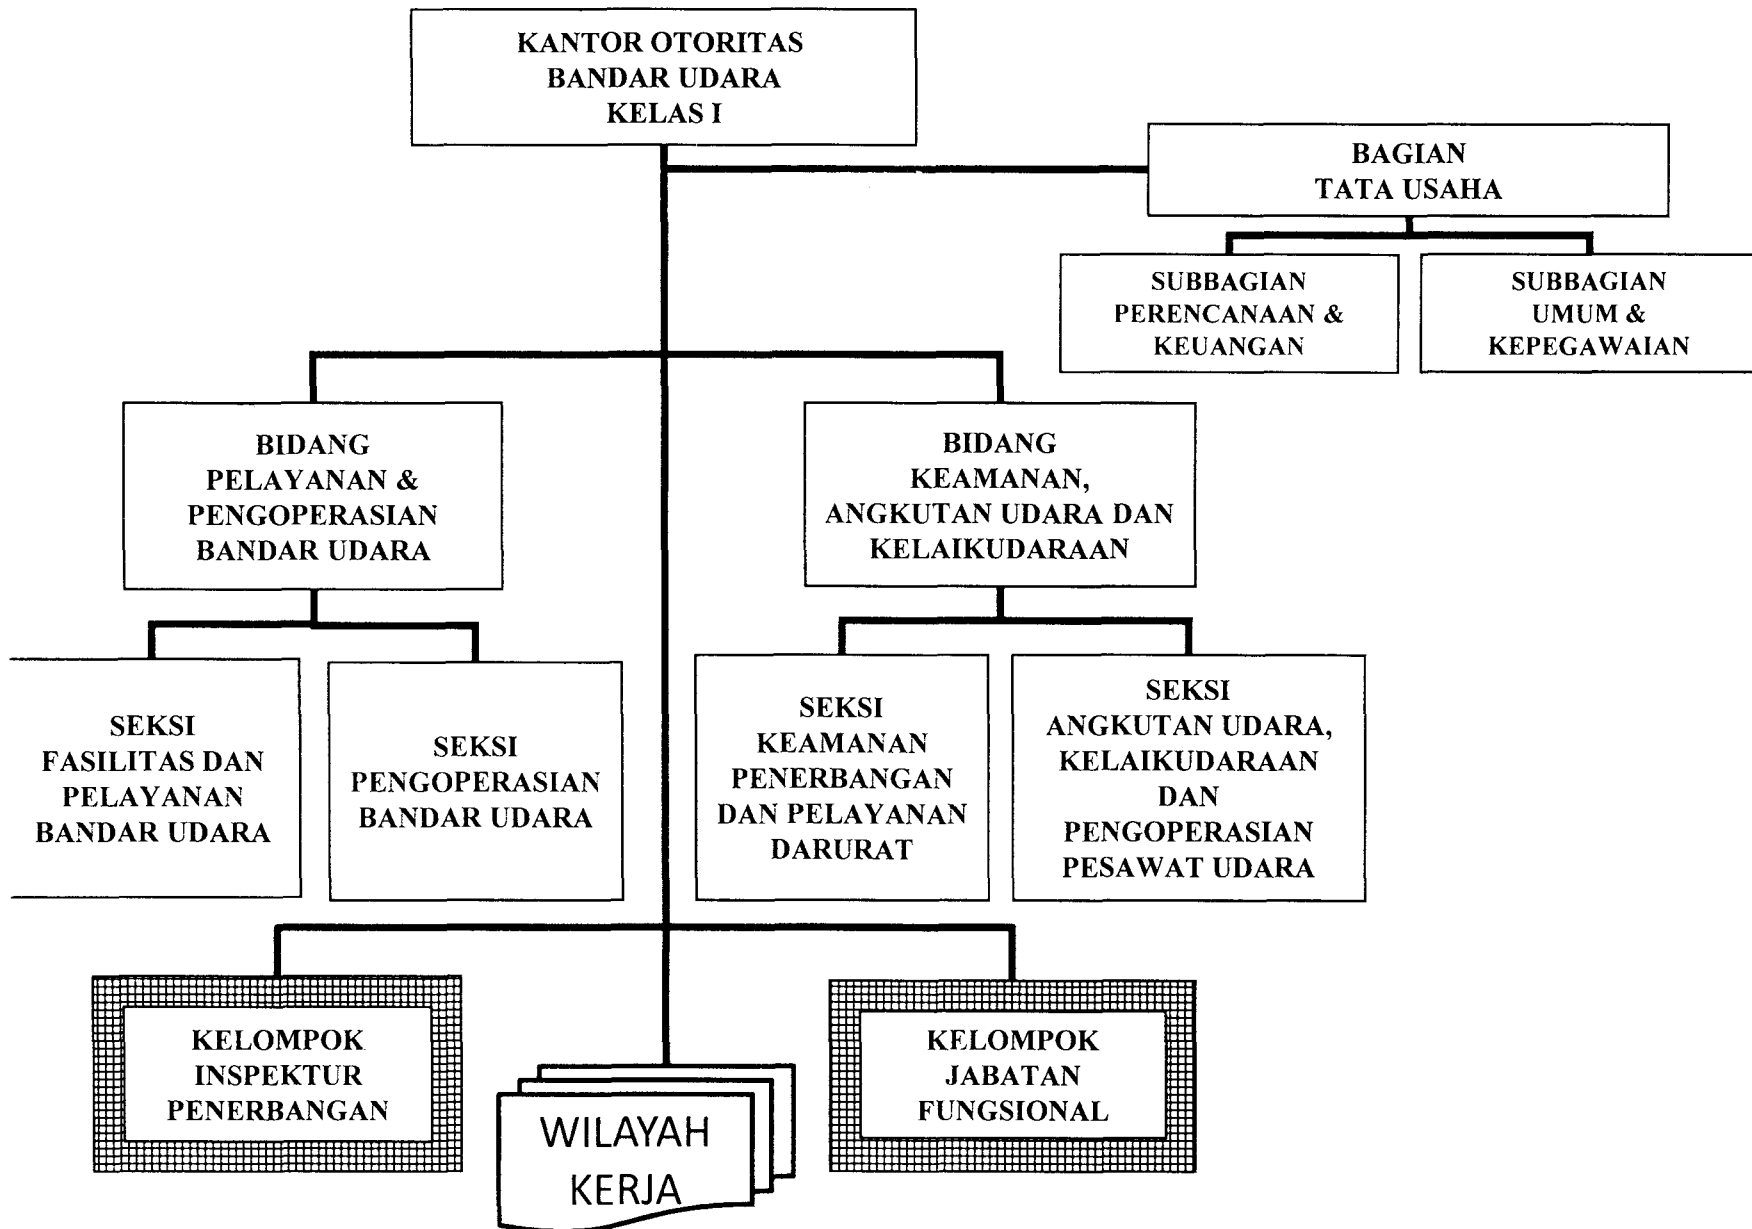 KANTOR OTORITAS
BANDAR UDARA
KELAS I
BAGIAN
TATA USAHA
SUBBAGIAN
PERENCANAAN &
KEUANGAN
SUBBAGIAN
UMUM &
KEPEGAWAIAN
BIDANG
PELAYANAN &
PENGOPERASIAN
BANDAR UDARA
BIDANG
KEAMANAN,
ANGKUTAN UDARA DAN
KELAIKUDARAAN
SEKSI
FASILITAS DAN
PELAYANAN
BANDAR UDARA
SEKSI
PENGOPERASIAN
BANDAR UDARA
SEKSI
KEAMANAN
PENERBANGAN
DAN PELAYANAN
DARURAT
SEKSI
ANGKUTAN UDARA,
KELAIKUDARAAN
DAN
PENGOPERASIAN
PESAWAT UDARA
KELOMPOK
INSPEKTUR
PENERBANGAN
WILAYAH
KERJA
KELOMPOK
JABATAN
FUNGSIONAL